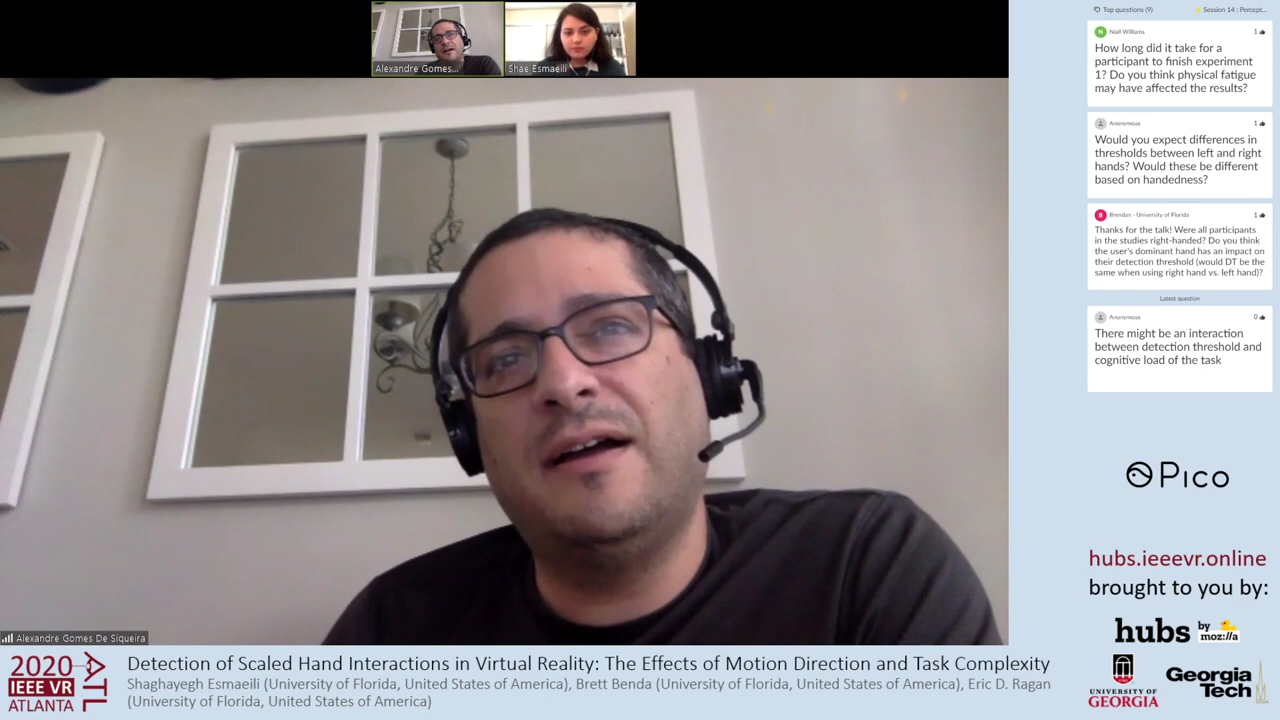 Alexandre Gomes...
Shae Esmaeili
Alexandre Gomes De Siqueira
Top questions (9)
Session 14 : Percept...
N
Niall Williams
1
How long did it take for a
participant to finish experiment
1? Do you think physical fatigue
may have affected the results?
Anonymous
1
Would you expect differences in
thresholds between left and right
hands? Would these be different
based on handedness?
B
Brendan - University of Florida
1
Thanks for the talk! Were all participants
in the studies right-handed? Do you think
the user's dominant hand has an impact on
their detection threshold (would DT be the
same when using right hand vs. left hand)?
Latest question
Anonymous
0
There might be an interaction
between detection threshold and
cognitive load of the task
Pico
hubs.ieeevr.online
brought to you by:
hubs by
moz://a
UNIVERSITY OF
GEORGIA
Georgia
Tech
2020
IEEE VR
ATLANTA
ATL
Detection of Scaled Hand Interactions in Virtual Reality: The Effects of Motion Direction and Task Complexity
Shaghayegh Esmaeili (University of Florida, United States of America), Brett Benda (University of Florida, United States of America), Eric D. Ragan
(University of Florida, United States of America)